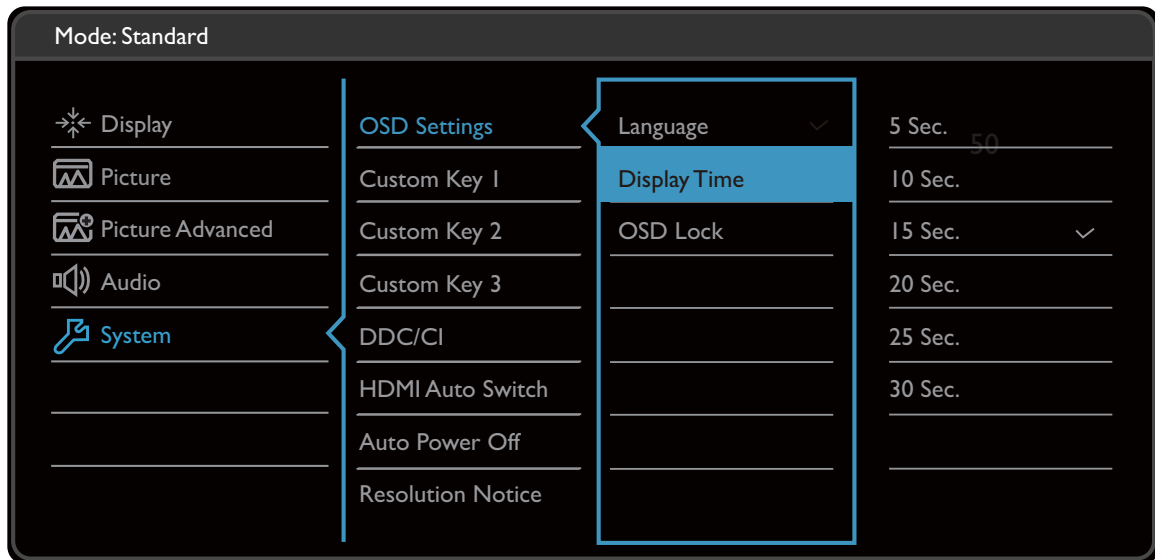 Mode: Standard
Display
Picture
Picture Advanced
Audio
System
OSD Settings
Custom Key 1
Custom Key 2
Custom Key 3
DDC/CI
HDMI Auto Switch
Auto Power Off
Resolution Notice
Language
Display Time
OSD Lock
5 Sec.
50
10 Sec.
15 Sec.
20 Sec.
25 Sec.
30 Sec.